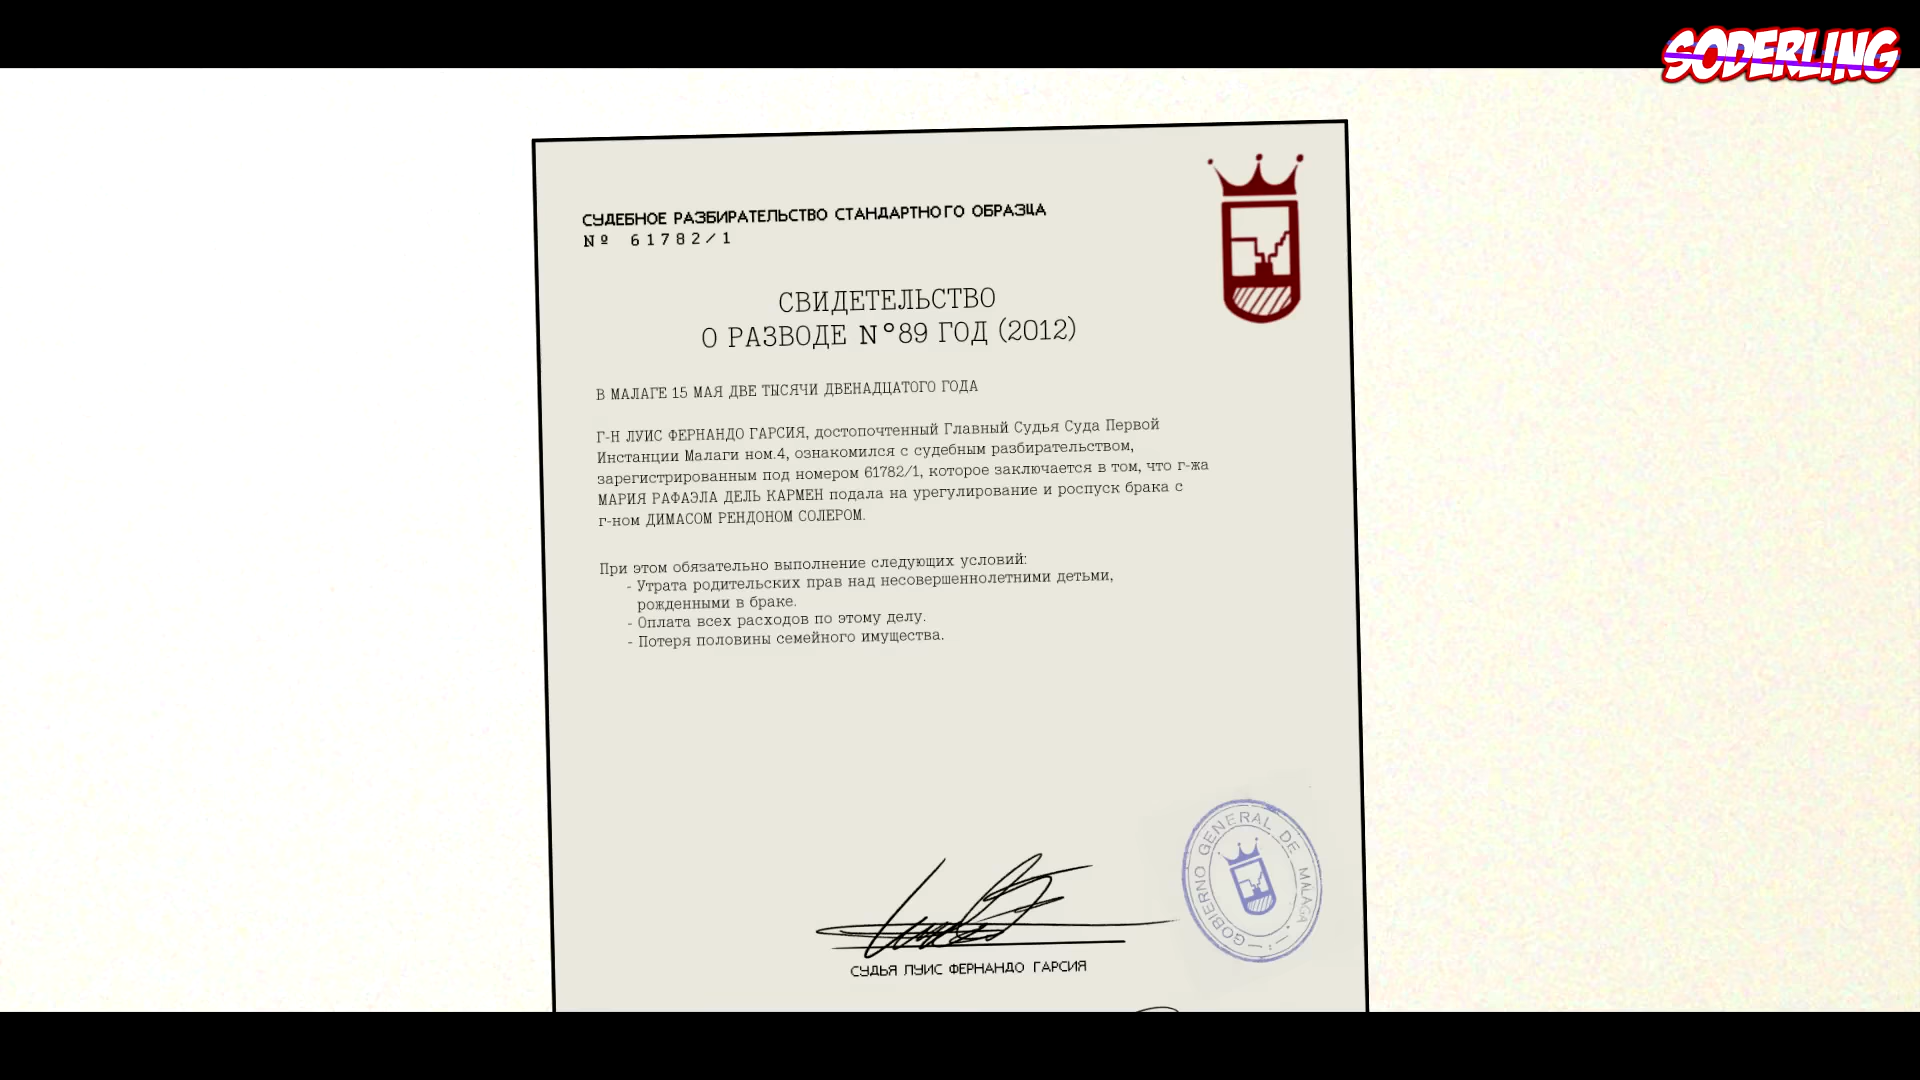 SODERLING
СУДЕБНОЕ РАЗБИРАТЕЛЬСТВО СТАНДАРТНОГО ОБРАЗЦА
Nº 61782/1
СВИДЕТЕЛЬСТВО
О РАЗВОДЕ N°89 ГОД (2012)
В МАЛАГЕ 15 МАЯ ДВЕ ТЫСЯЧИ ДВЕНАДЦАТОГО ГОДА
Г-Н ЛУИС ФЕРНАНДО ГАРСИЯ, достопочтенный Главный Судья Суда Первой
Инстанции Малаги ном.4, ознакомился с судебным разбирательством,
зарегистрированным под номером 61782/1, которое заключается в том, что г-жа
МАРИЯ РАФАЭЛА ДЕЛЬ КАРМЕН подала на урегулирование и роспуск брака с
г-ном ДИМАСОМ РЕНДОНОМ СОЛЕРОМ.
При этом обязательно выполнение следующих условий:
- Утрата родительских прав над несовершеннолетними детьми,
рожденными в браке.
- Оплата всех расходов по этому делу.
- Потеря половины семейного имущества.
GOBIERNO GENERAL DE MALAGA
СУДЬЯ ЛУИС ФЕРНАНДО ГАРСИЯ